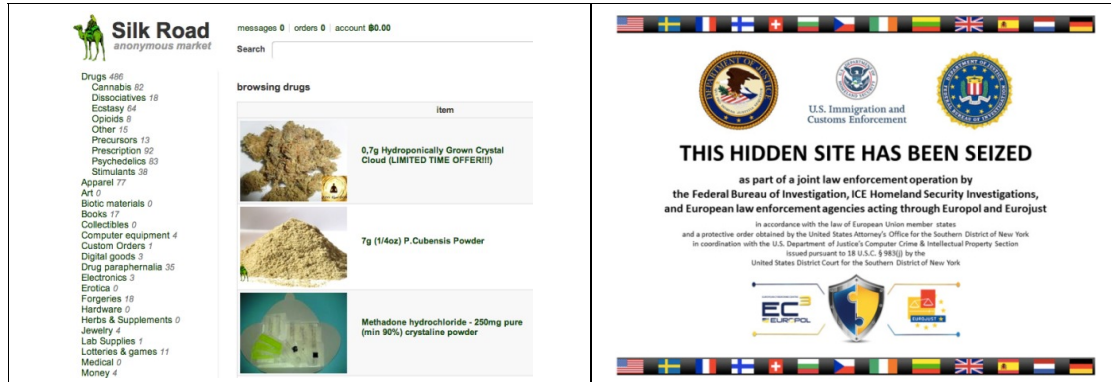 Silk Road
anonymous market
messages 0 | orders 0 | account ฿0.00
Search
Drugs 486
Cannabis 82
Dissociatives 18
Ecstasy 64
Opioids 8
Other 15
Precursors 13
Prescription 92
Psychedelics 83
Stimulants 38
Apparel 77
Art 0
Biotic materials 0
Books 17
Collectibles 0
Computer equipment 4
Custom Orders 1
Digital goods 3
Drug paraphernalia 35
Electronics 3
Erotica 0
Forgeries 18
Hardware 0
Herbs & Supplements 0
Jewelry 4
Lab Supplies 1
Lotteries & games 11
Medical 0
Money 4
browsing drugs
item
0,7g Hydroponically Grown Crystal
Cloud (LIMITED TIME OFFER!!!)
7g (1/4oz) P.Cubensis Powder
Methadone hydrochloride - 250mg pure
(min 90%) crystaline powder
U.S. Immigration and
Customs Enforcement
THIS HIDDEN SITE HAS BEEN SEIZED
as part of a joint law enforcement operation by
the Federal Bureau of Investigation, ICE Homeland Security Investigations,
and European law enforcement agencies acting through Europol and Eurojust
in accordance with the law of European Union member states
and a protective order obtained by the United States Attorney's Office for the Southern District of New York
in coordination with the U.S. Department of Justice's Computer Crime & Intellectual Property Section
issued pursuant to 18 U.S.C. § 983(j) by the
United States District Court for the Southern District of New York
EC3
EUROPOL
EUROJUST